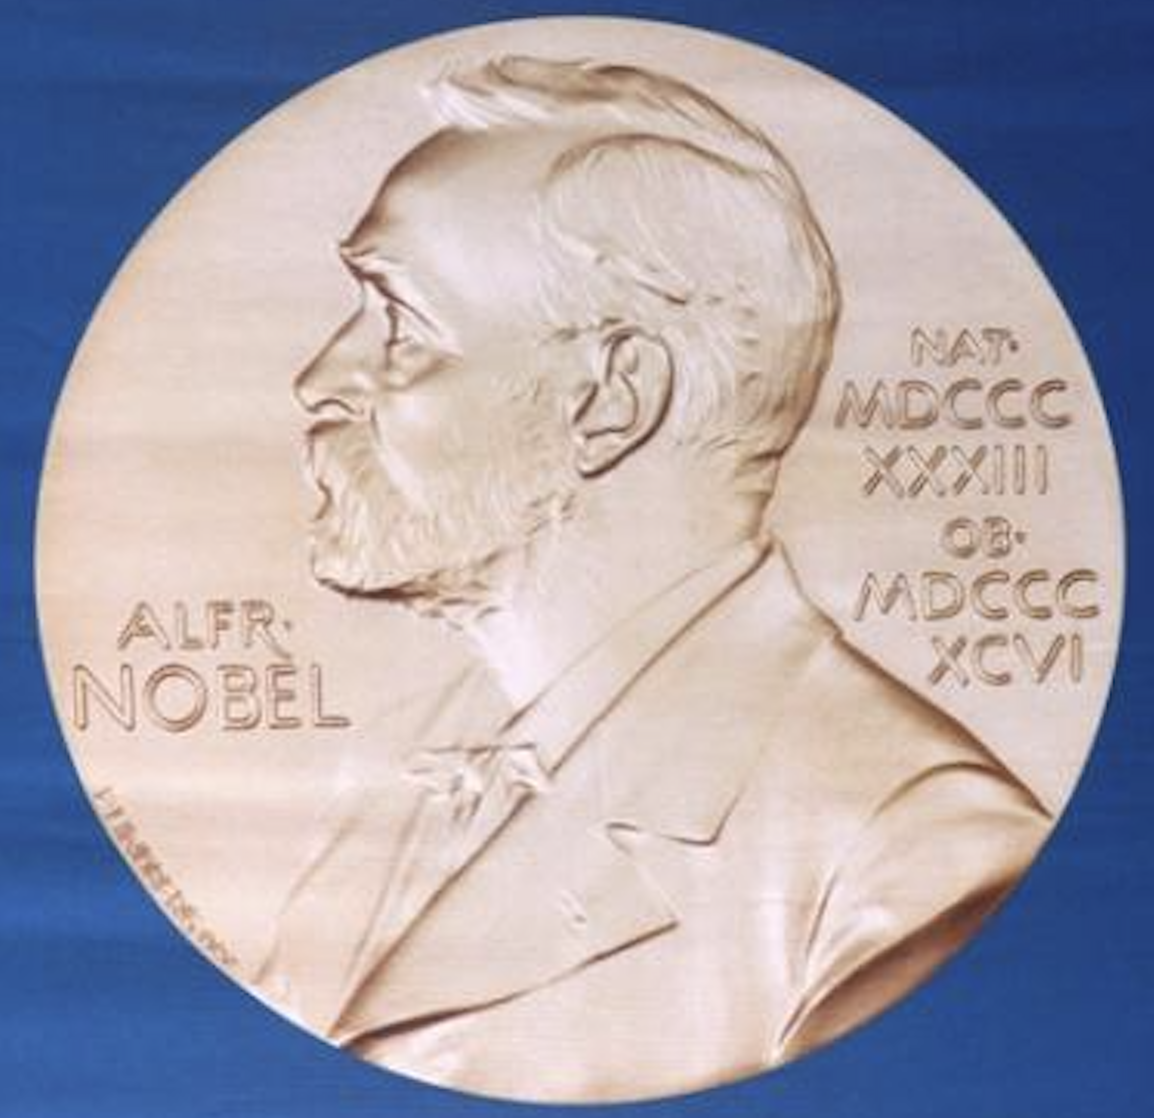 ALFR·
NOBEL
NAT·
MDCCC
XXXIII
OB·
MDCCC
XCVI